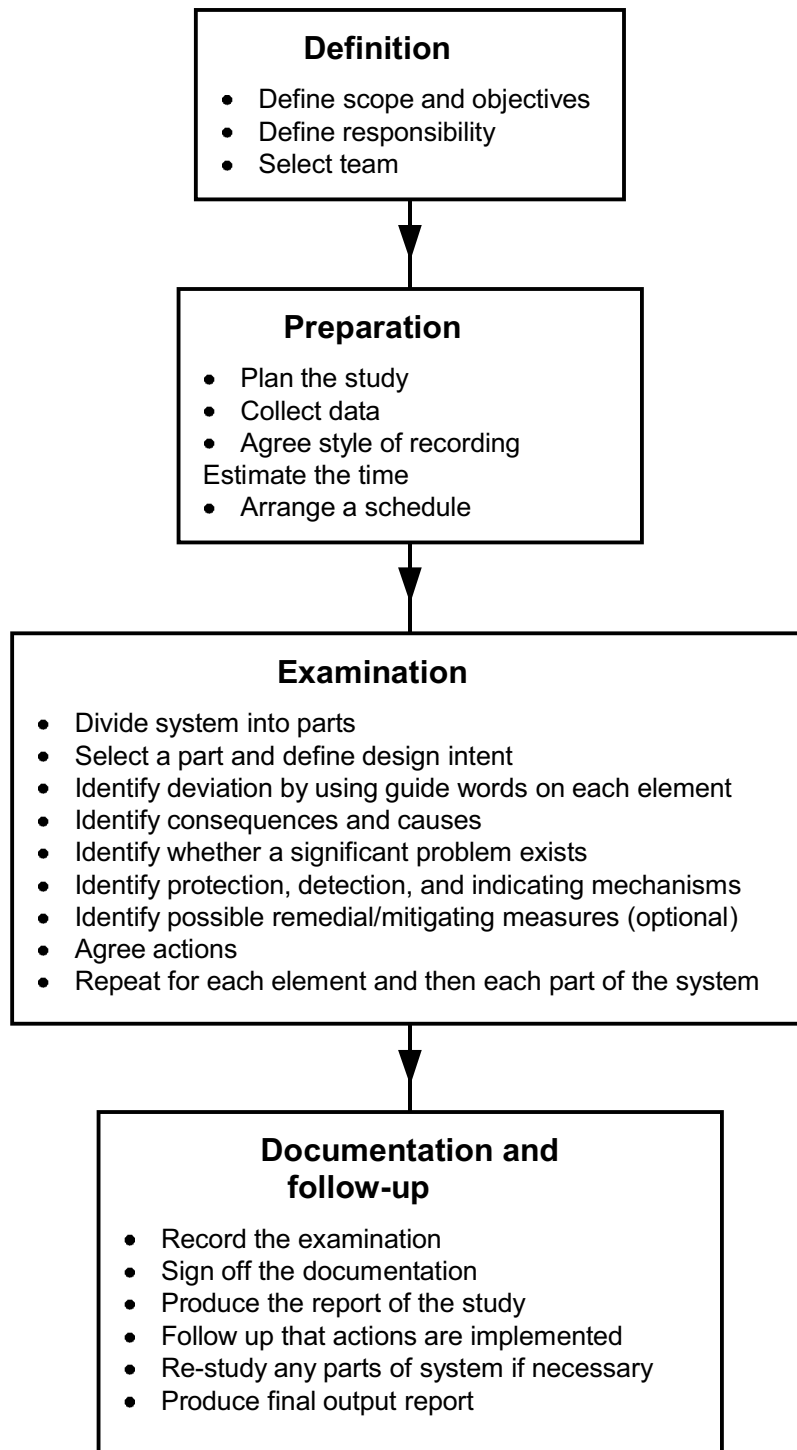 Definition
• Define scope and objectives
• Define responsibility
• Select team
Preparation
• Plan the study
• Collect data
• Agree style of recording
Estimate the time
• Arrange a schedule
Examination
• Divide system into parts
• Select a part and define design intent
• Identify deviation by using guide words on each element
• Identify consequences and causes
• Identify whether a significant problem exists
• Identify protection, detection, and indicating mechanisms
• Identify possible remedial/mitigating measures (optional)
• Agree actions
• Repeat for each element and then each part of the system
Documentation and
follow-up
• Record the examination
• Sign off the documentation
• Produce the report of the study
• Follow up that actions are implemented
• Re-study any parts of system if necessary
• Produce final output report